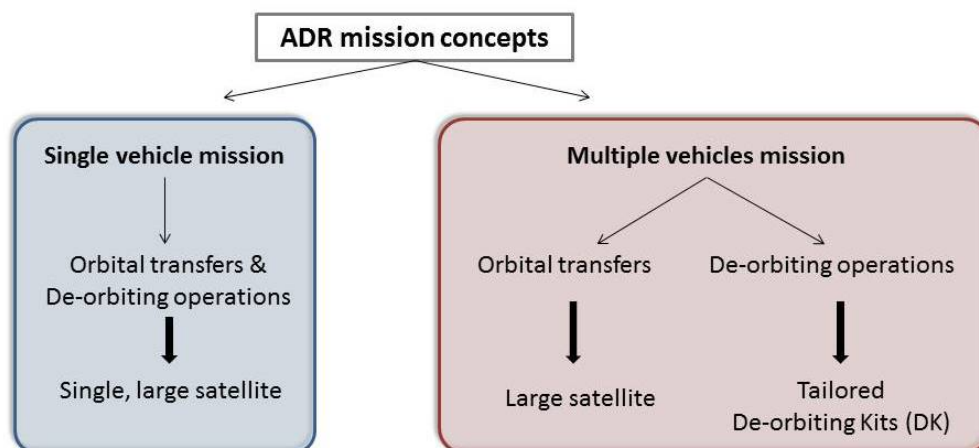 ADR mission concepts
Single vehicle mission
Orbital transfers &
De-orbiting operations
Single, large satellite
Multiple vehicles mission
Orbital transfers
Large satellite
De-orbiting operations
Tailored
De-orbiting Kits (DK)